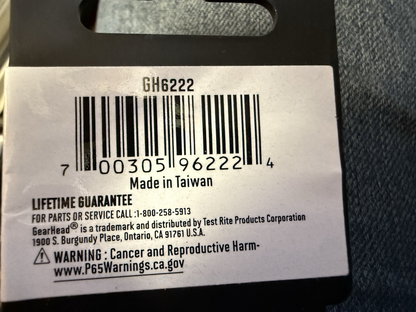 GH6222
7 00305 96222 4
Made in Taiwan
LIFETIME GUARANTEE
FOR PARTS OR SERVICE CALL :1-800-258-5913
GearHead® is a trademark and distributed by Test Rite Products Corporation
1900 S. Burgundy Place, Ontario, CA 91761 U.S.A.
⚠ WARNING : Cancer and Reproductive Harm-
www.P65Warnings.ca.gov